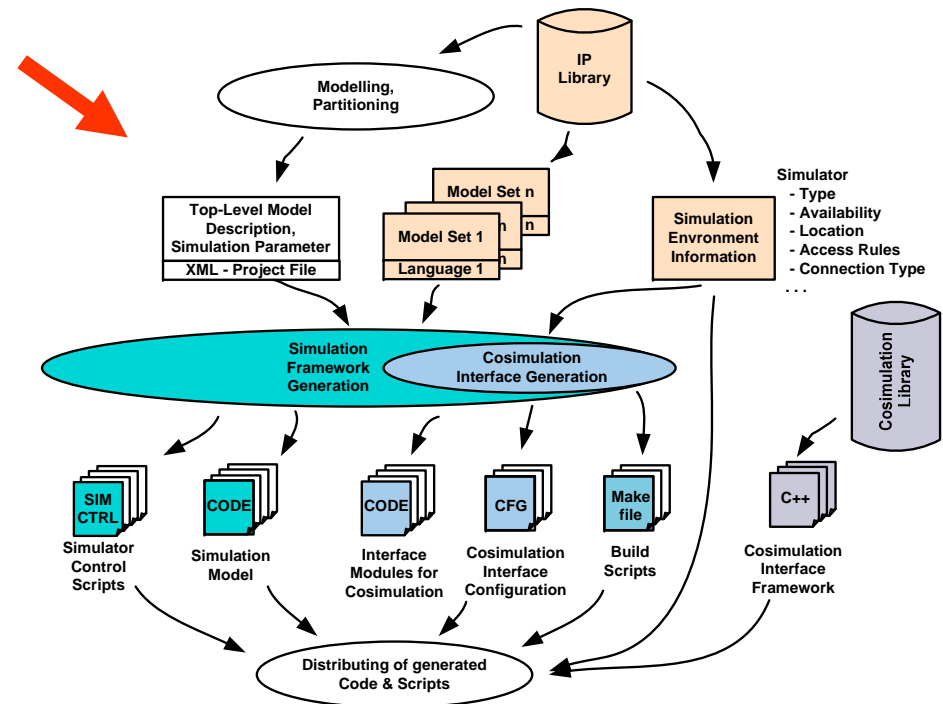 IP
Library
Modelling,
Partitioning
Simulator
- Type
- Availability
- Location
- Access Rules
- Connection Type
. . .
Top-Level Model
Description,
Simulation Parameter
XML - Project File
Model Set n
n
n
Model Set 1
n
Language 1
Simulation
Envronment
Information
Simulation
Framework
Generation
Cosimulation
Interface Generation
Cosimulation
Library
SIM
CTRL
CODE
CODE
CFG
Make
file
C++
Simulator
Control
Scripts
Simulation
Model
Interface
Modules for
Cosimulation
Cosimulation
Interface
Configuration
Build
Scripts
Cosimulation
Interface
Framework
Distributing of generated
Code & Scripts